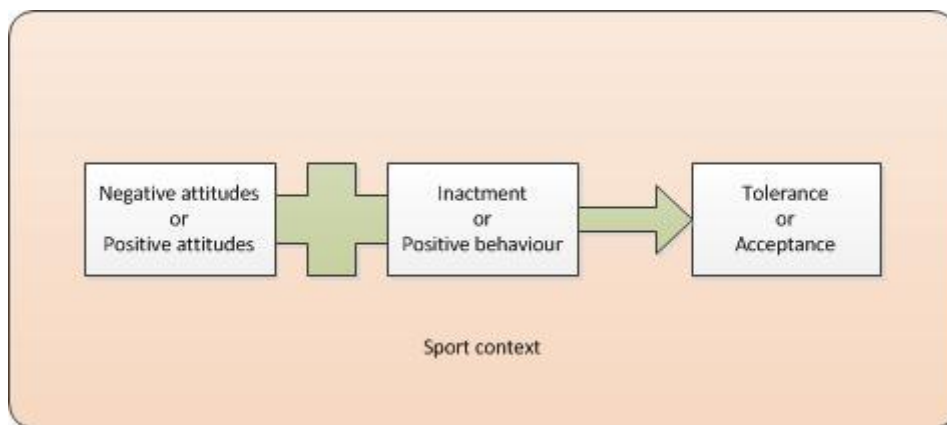 Negative attitudes
or
Positive attitudes
Inactment
or
Positive behaviour
Tolerance
or
Acceptance
Sport context